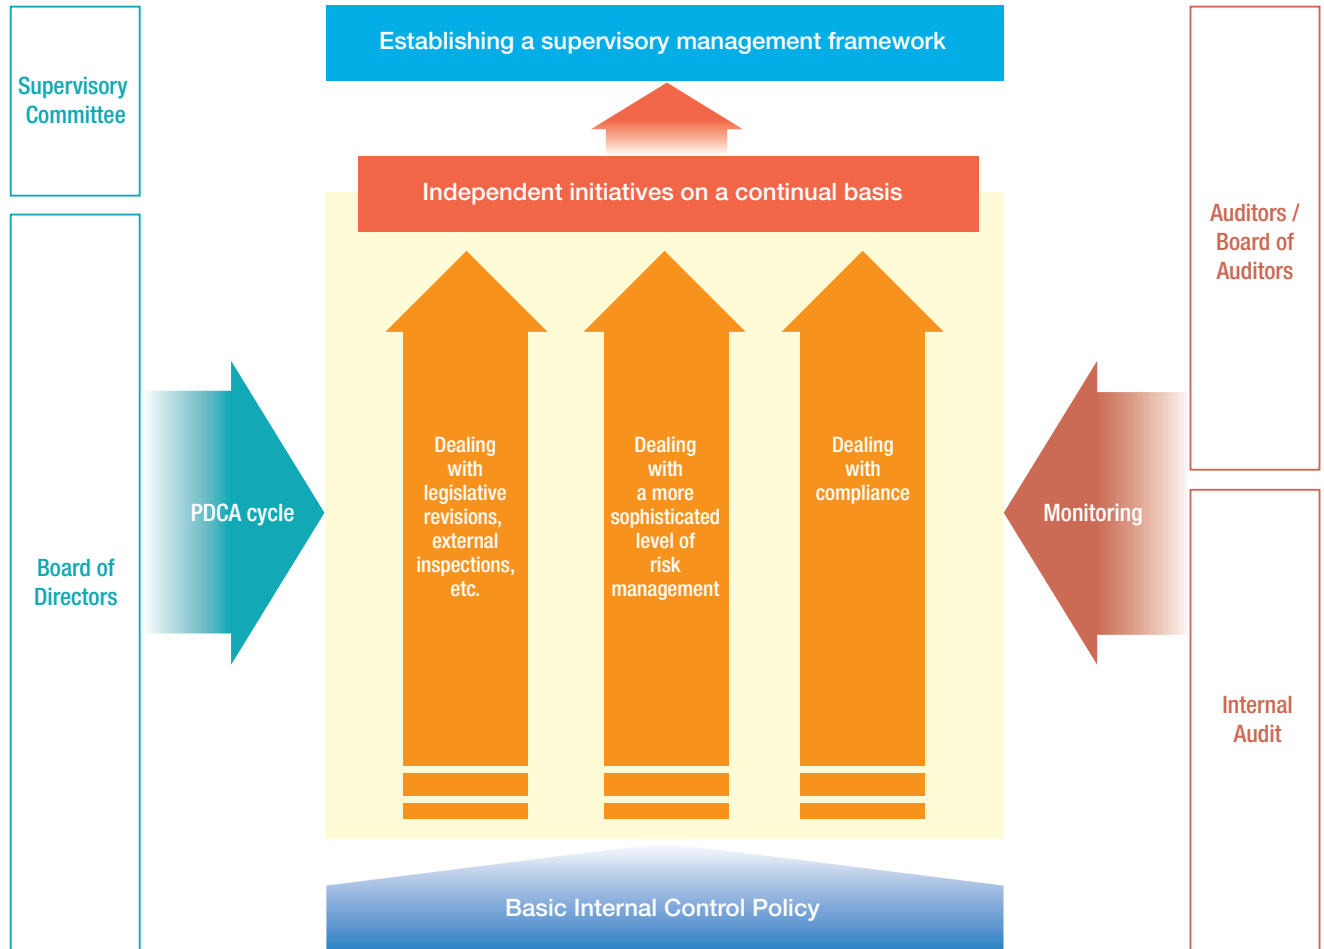 Establishing a supervisory management framework
Supervisory
Committee
Independent initiatives on a continual basis
Auditors /
Board of
Auditors
Dealing
with
legislative
revisions,
external
inspections,
etc.
Dealing
with
a more
sophisticated
level of
risk
management
Dealing
with
compliance
PDCA cycle
Monitoring
Board of
Directors
Internal
Audit
Basic Internal Control Policy